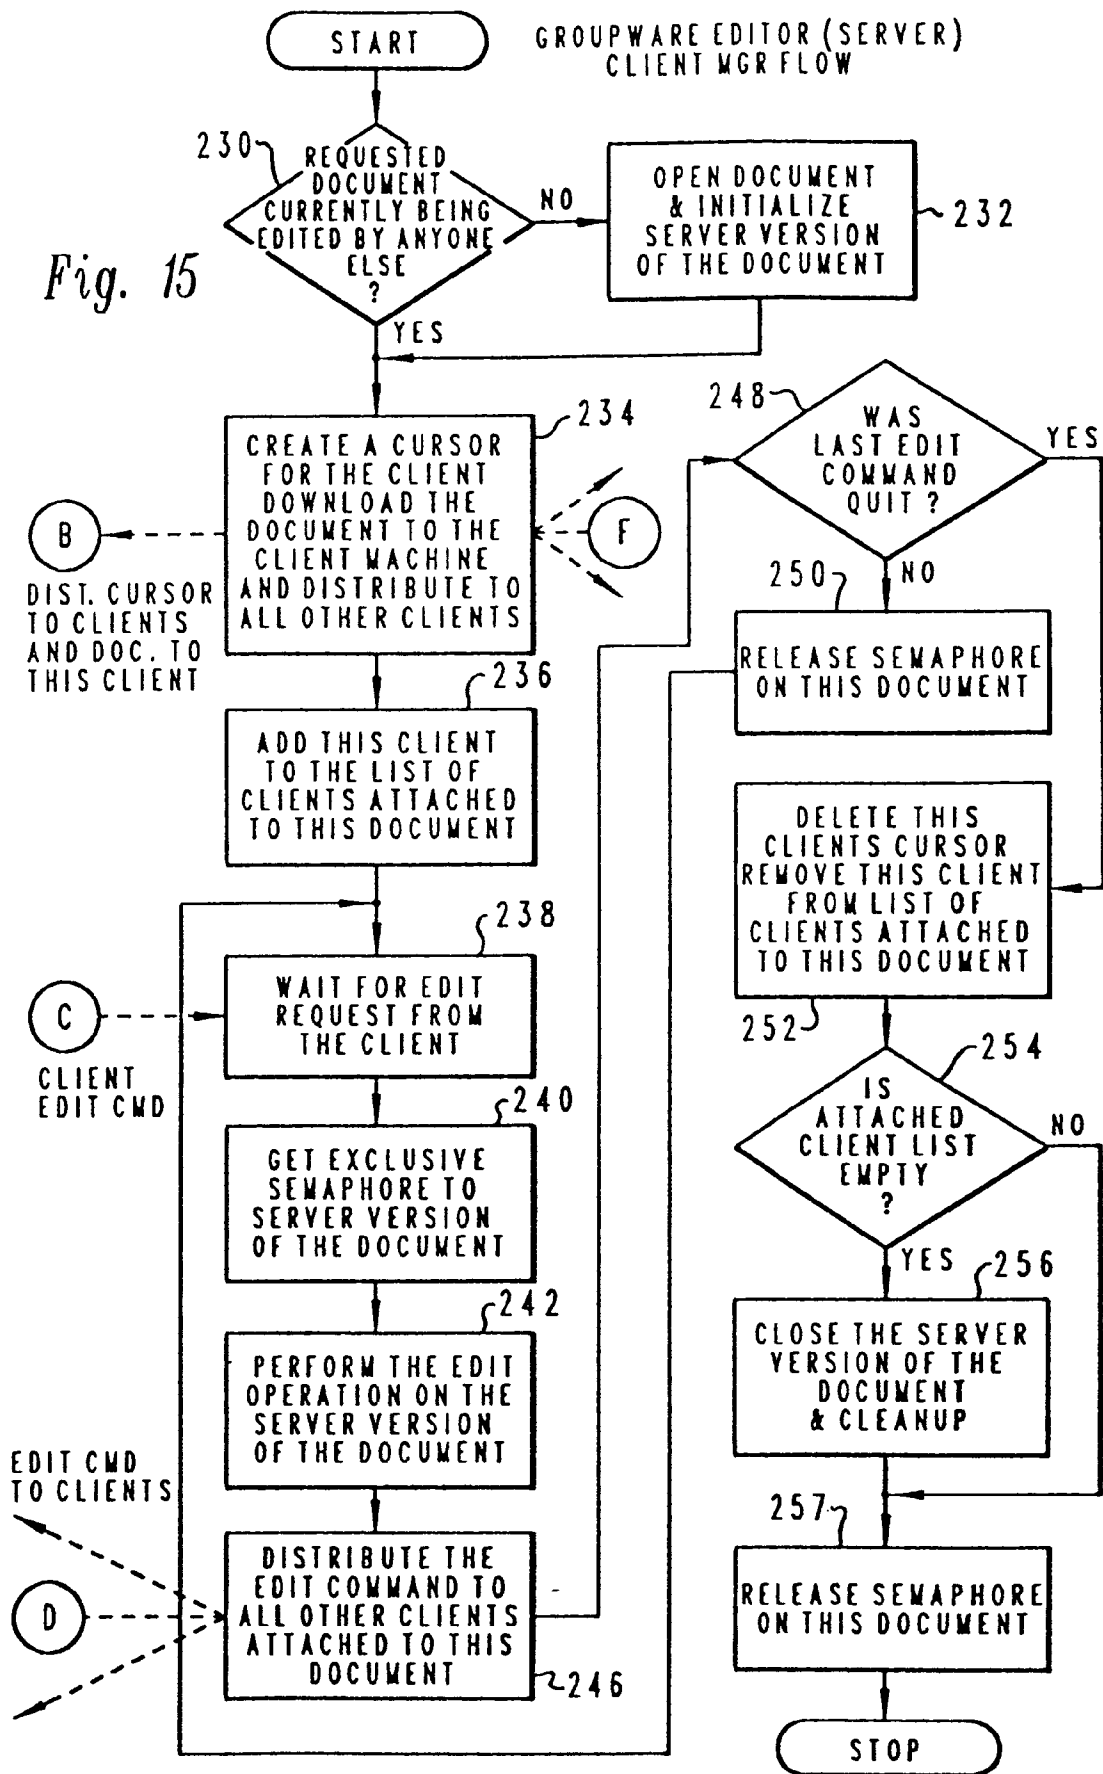 START
GROUPWARE EDITOR (SERVER)
CLIENT MGR FLOW
230
REQUESTED
DOCUMENT
CURRENTLY BEING
EDITED BY ANYONE
ELSE
?
NO
OPEN DOCUMENT
& INITIALIZE
SERVER VERSION
OF THE DOCUMENT
232
Fig. 15
YES
234
CREATE A CURSOR
FOR THE CLIENT
DOWNLOAD THE
DOCUMENT TO THE
CLIENT MACHINE
AND DISTRIBUTE TO
ALL OTHER CLIENTS
B
DIST. CURSOR
TO CLIENTS
AND DOC. TO
THIS CLIENT
F
236
ADD THIS CLIENT
TO THE LIST OF
CLIENTS ATTACHED
TO THIS DOCUMENT
238
WAIT FOR EDIT
REQUEST FROM
THE CLIENT
C
CLIENT
EDIT CMD
240
GET EXCLUSIVE
SEMAPHORE TO
SERVER VERSION
OF THE DOCUMENT
242
PERFORM THE EDIT
OPERATION ON THE
SERVER VERSION
OF THE DOCUMENT
EDIT CMD
TO CLIENTS
D
DISTRIBUTE THE
EDIT COMMAND TO
ALL OTHER CLIENTS
ATTACHED TO THIS
DOCUMENT
246
248
WAS
LAST EDIT
COMMAND
QUIT ?
YES
NO
250
RELEASE SEMAPHORE
ON THIS DOCUMENT
DELETE THIS
CLIENTS CURSOR
REMOVE THIS CLIENT
FROM LIST OF
CLIENTS ATTACHED
TO THIS DOCUMENT
252
254
IS
ATTACHED
CLIENT LIST
EMPTY
?
NO
YES
256
CLOSE THE SERVER
VERSION OF THE
DOCUMENT
& CLEANUP
257
RELEASE SEMAPHORE
ON THIS DOCUMENT
STOP